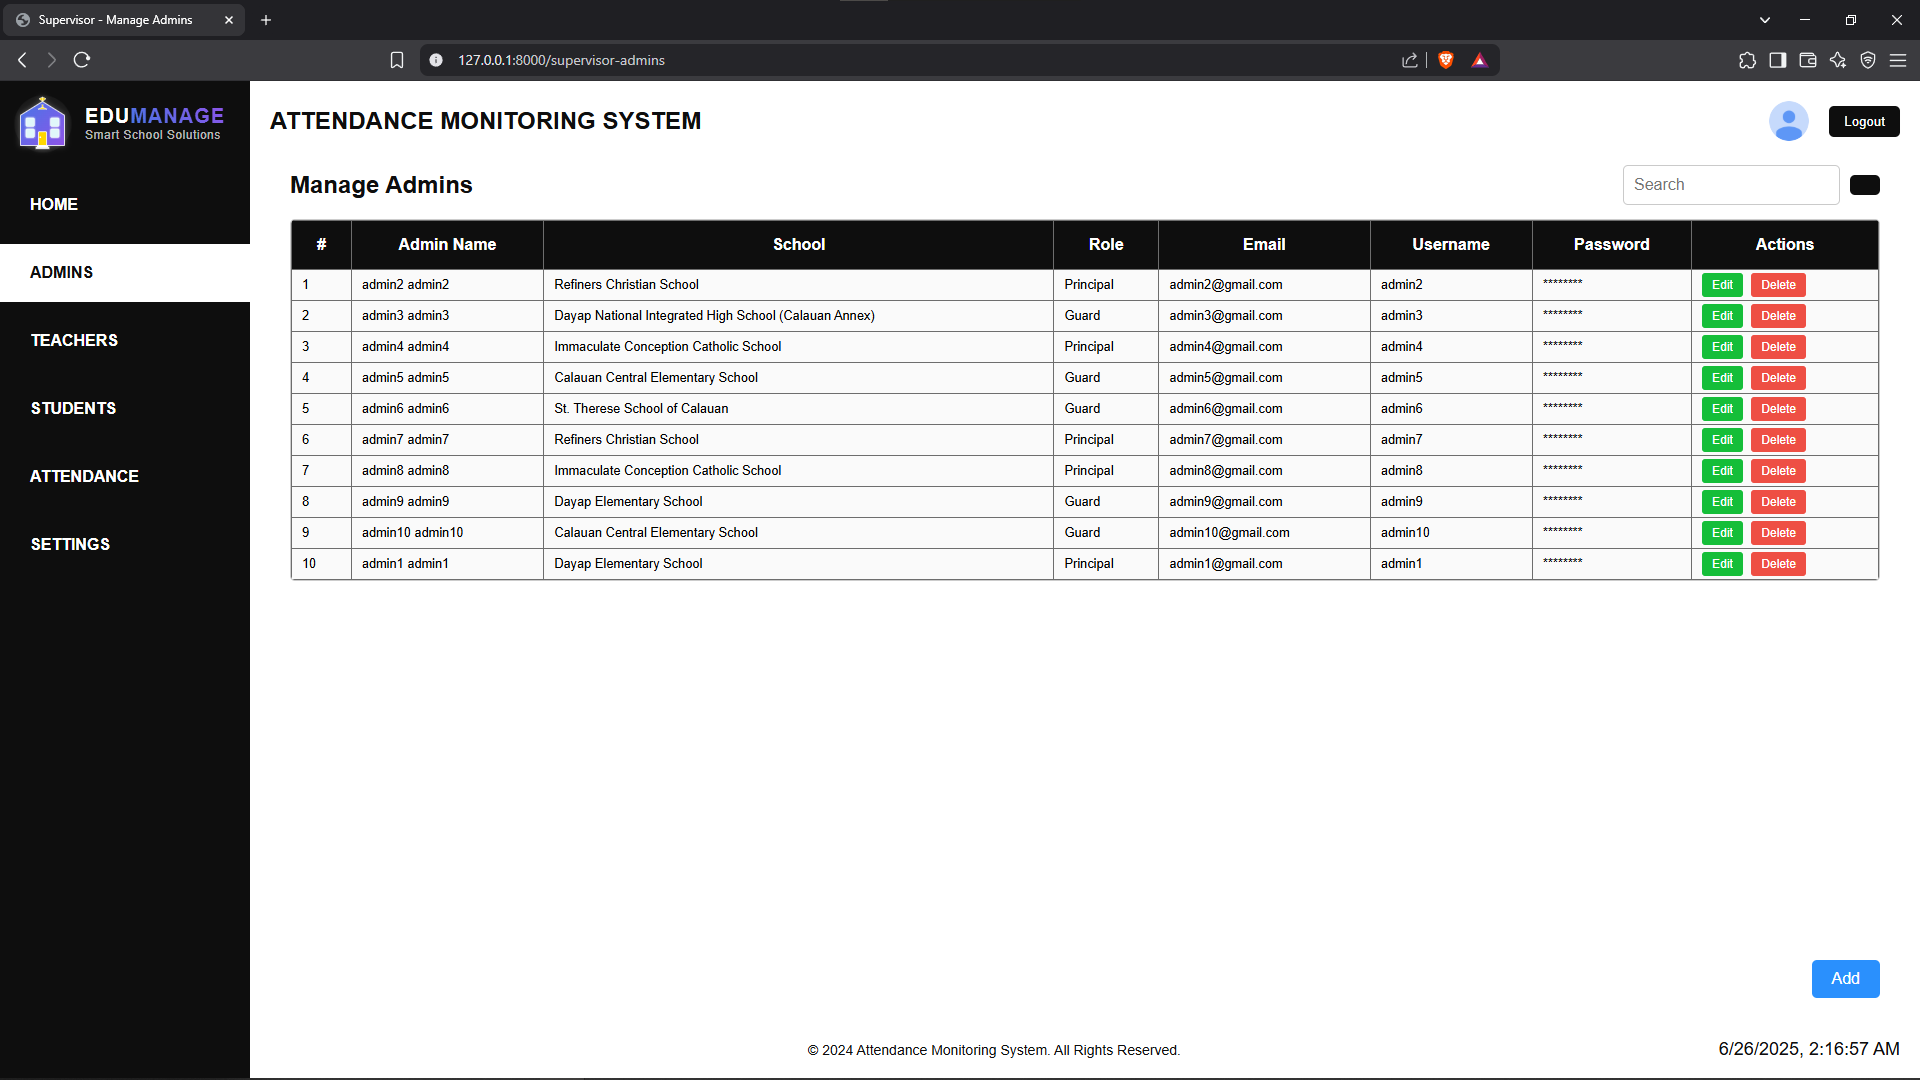 Supervisor - Manage Admins
127.0.0.1:8000/supervisor-admins
EDUMANAGE
Smart School Solutions
ATTENDANCE MONITORING SYSTEM
Logout
HOME
ADMINS
TEACHERS
STUDENTS
ATTENDANCE
SETTINGS
Manage Admins
Search
# Admin Name School Role Email Username Password Actions
1 admin2 admin2 Refiners Christian School Principal admin2@gmail.com admin2 ******** Edit Delete
2 admin3 admin3 Dayap National Integrated High School (Calauan Annex) Guard admin3@gmail.com admin3 ******** Edit Delete
3 admin4 admin4 Immaculate Conception Catholic School Principal admin4@gmail.com admin4 ******** Edit Delete
4 admin5 admin5 Calauan Central Elementary School Guard admin5@gmail.com admin5 ******** Edit Delete
5 admin6 admin6 St. Therese School of Calauan Guard admin6@gmail.com admin6 ******** Edit Delete
6 admin7 admin7 Refiners Christian School Principal admin7@gmail.com admin7 ******** Edit Delete
7 admin8 admin8 Immaculate Conception Catholic School Principal admin8@gmail.com admin8 ******** Edit Delete
8 admin9 admin9 Dayap Elementary School Guard admin9@gmail.com admin9 ******** Edit Delete
9 admin10 admin10 Calauan Central Elementary School Guard admin10@gmail.com admin10 ******** Edit Delete
10 admin1 admin1 Dayap Elementary School Principal admin1@gmail.com admin1 ******** Edit Delete
Add
© 2024 Attendance Monitoring System. All Rights Reserved.
6/26/2025, 2:16:57 AM